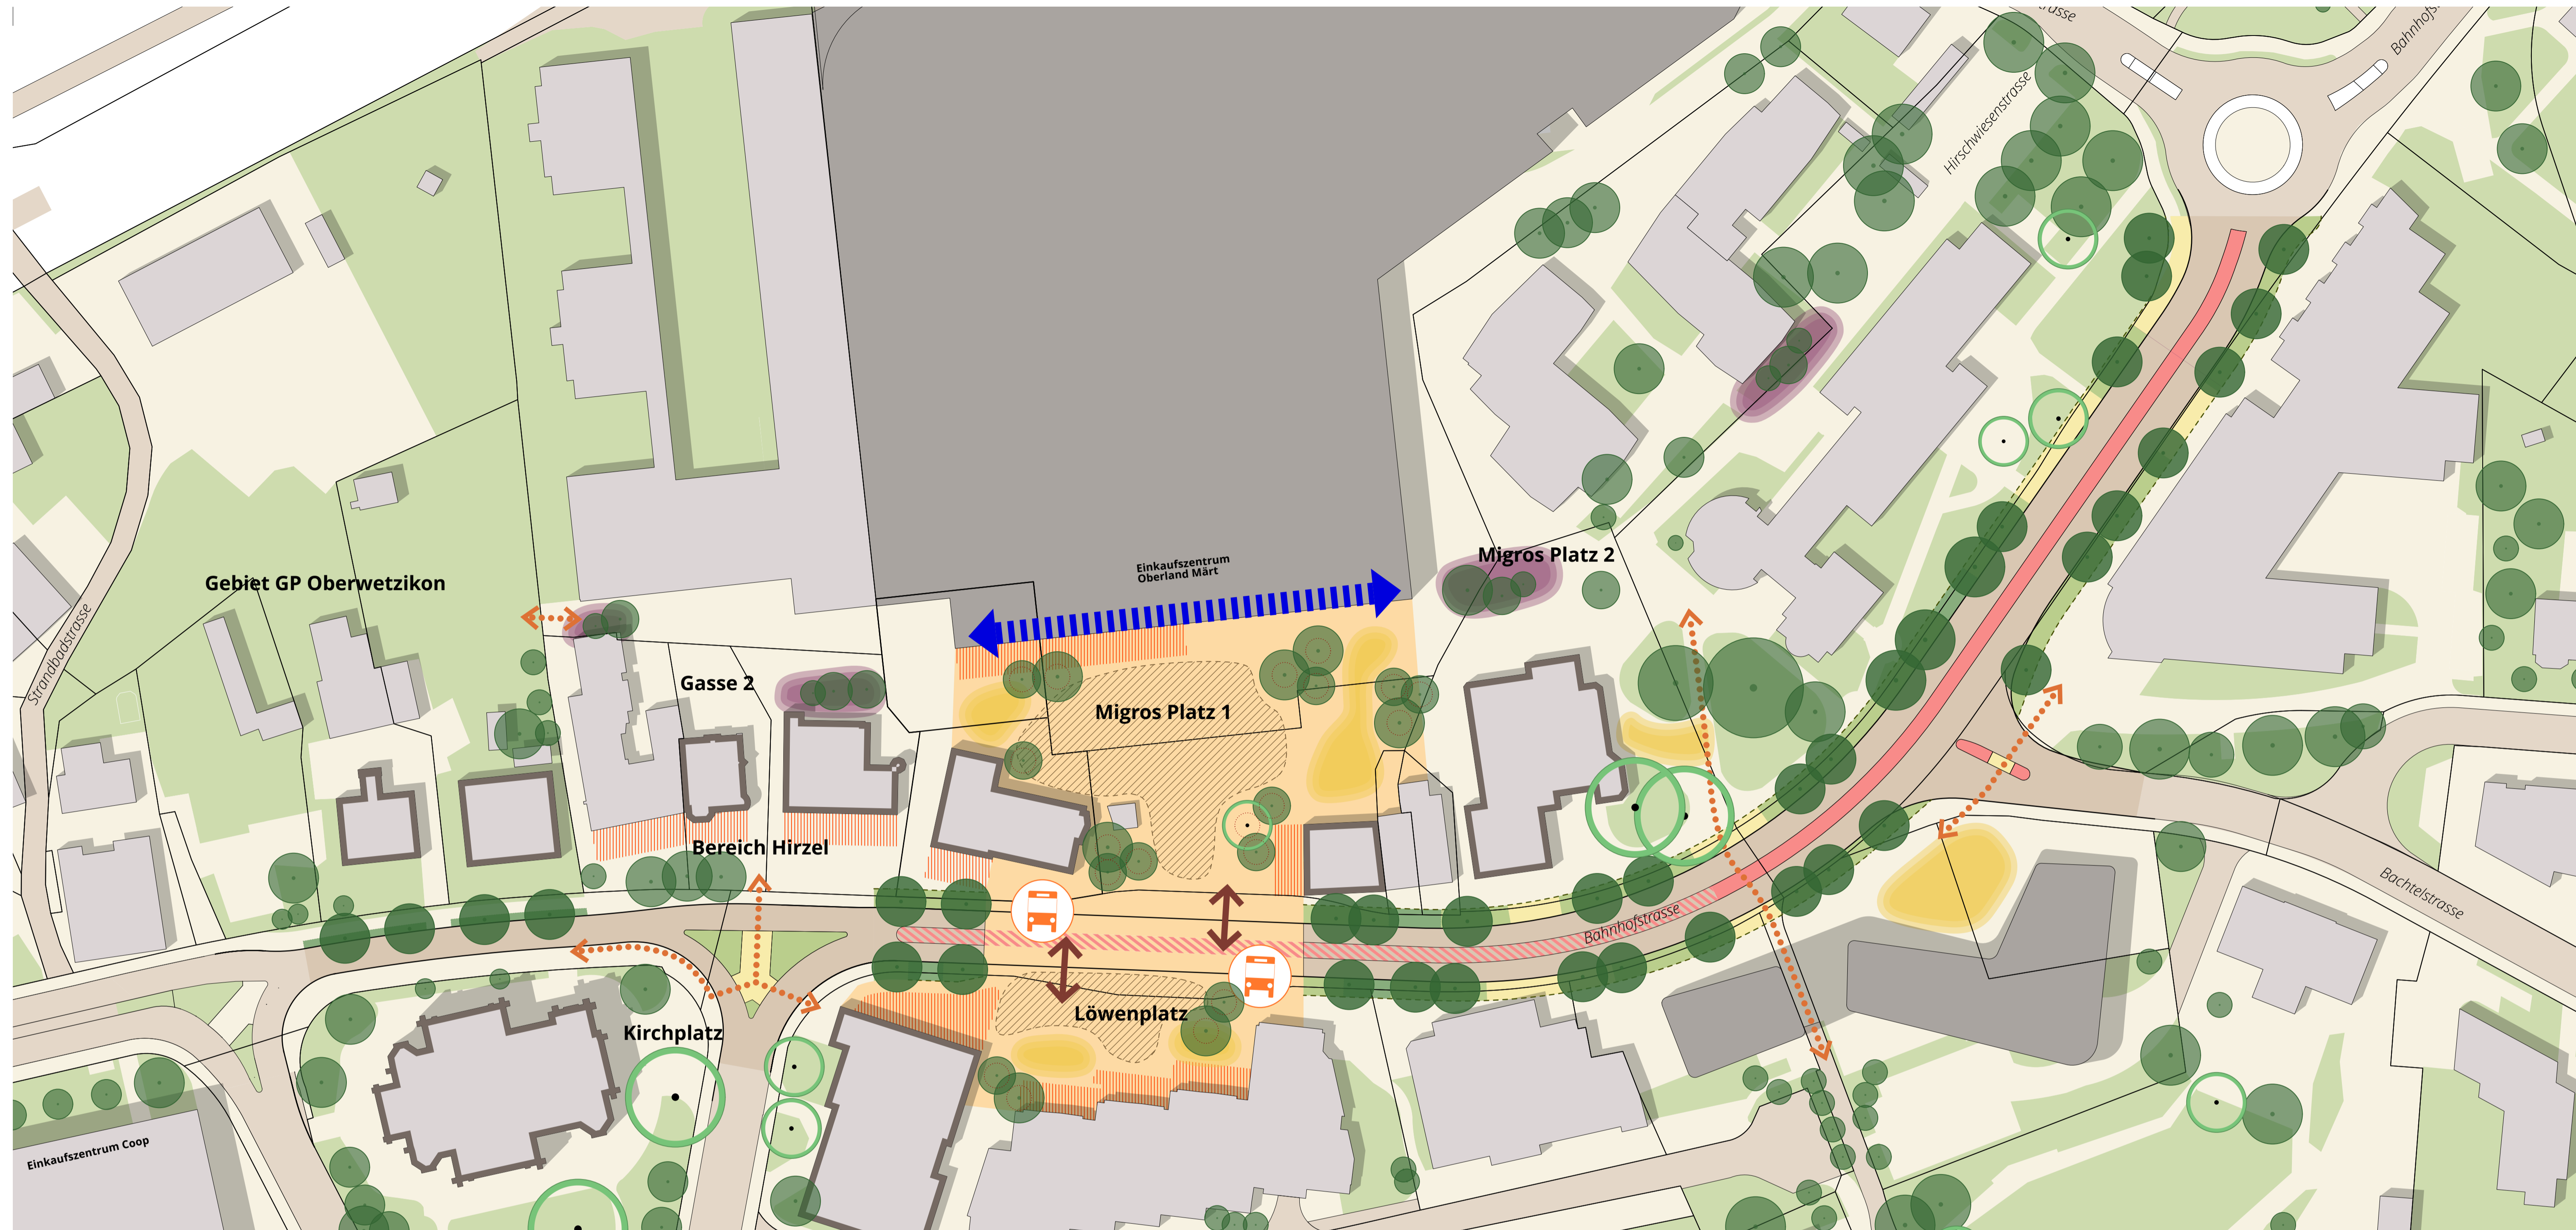 Bahnhofs
Hirschwiesenstrasse
Einkaufszentrum
Oberland Märt
Migros Platz 2
Gebiet GP Oberwetzikon
Strandbadstrasse
Gasse 2
Migros Platz 1
Bereich Hirzel
Bahnhofstrasse
Bachtelstrasse
Löwenplatz
Kirchplatz
Einkaufszentrum Coop